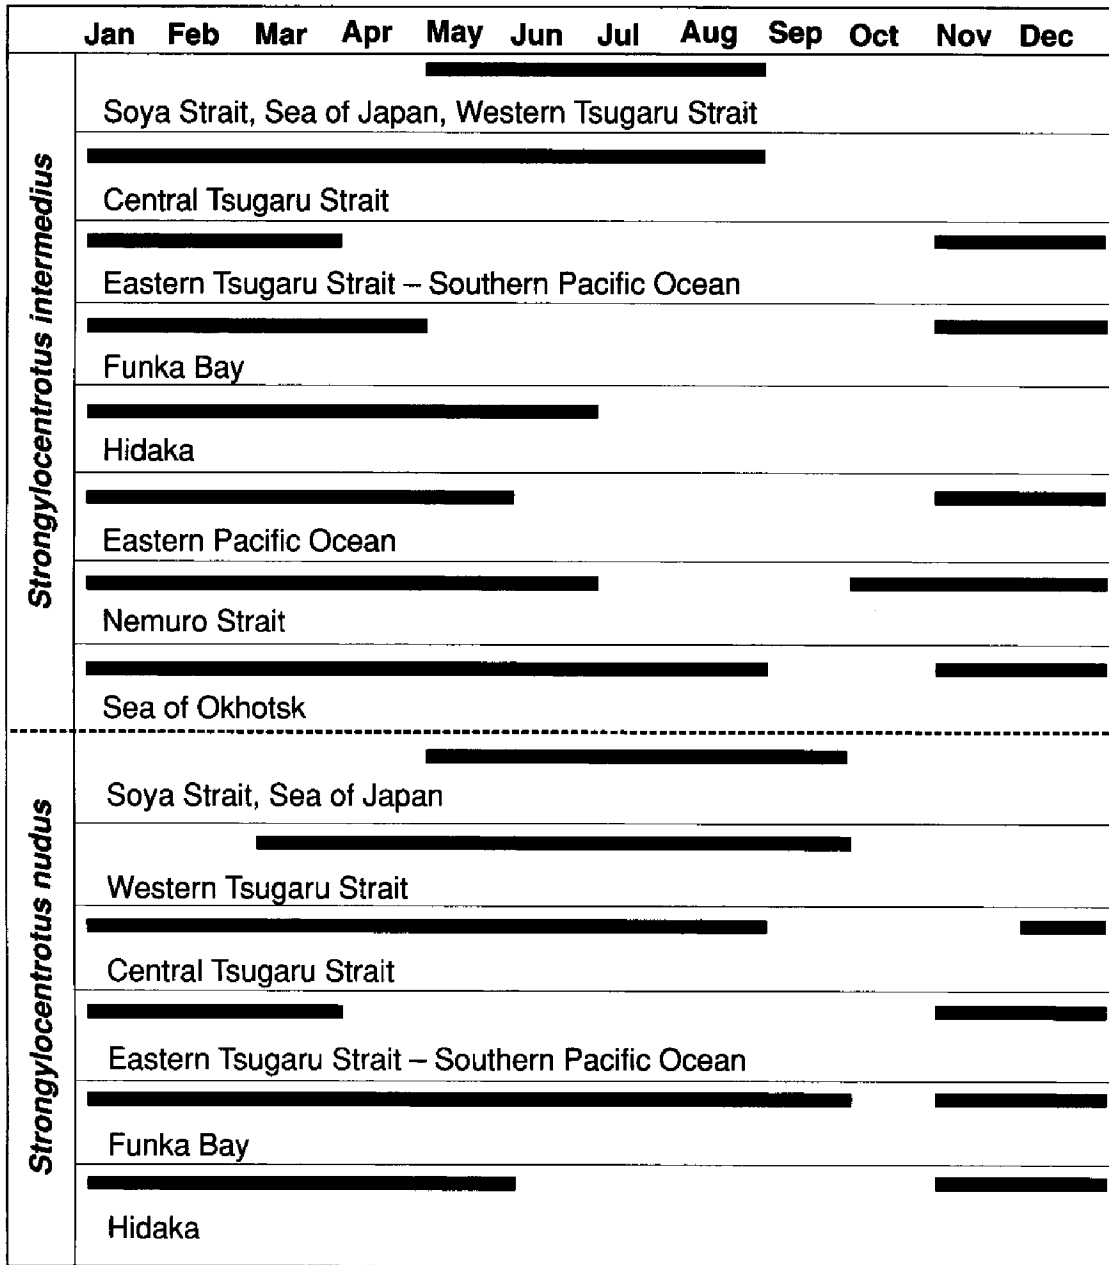 Jan Feb Mar Apr May Jun Jul Aug Sep Oct Nov Dec
Strongylocentrotus intermedius
Soya Strait, Sea of Japan, Western Tsugaru Strait
Central Tsugaru Strait
Eastern Tsugaru Strait – Southern Pacific Ocean
Funka Bay
Hidaka
Eastern Pacific Ocean
Nemuro Strait
Sea of Okhotsk
Strongylocentrotus nudus
Soya Strait, Sea of Japan
Western Tsugaru Strait
Central Tsugaru Strait
Eastern Tsugaru Strait – Southern Pacific Ocean
Funka Bay
Hidaka